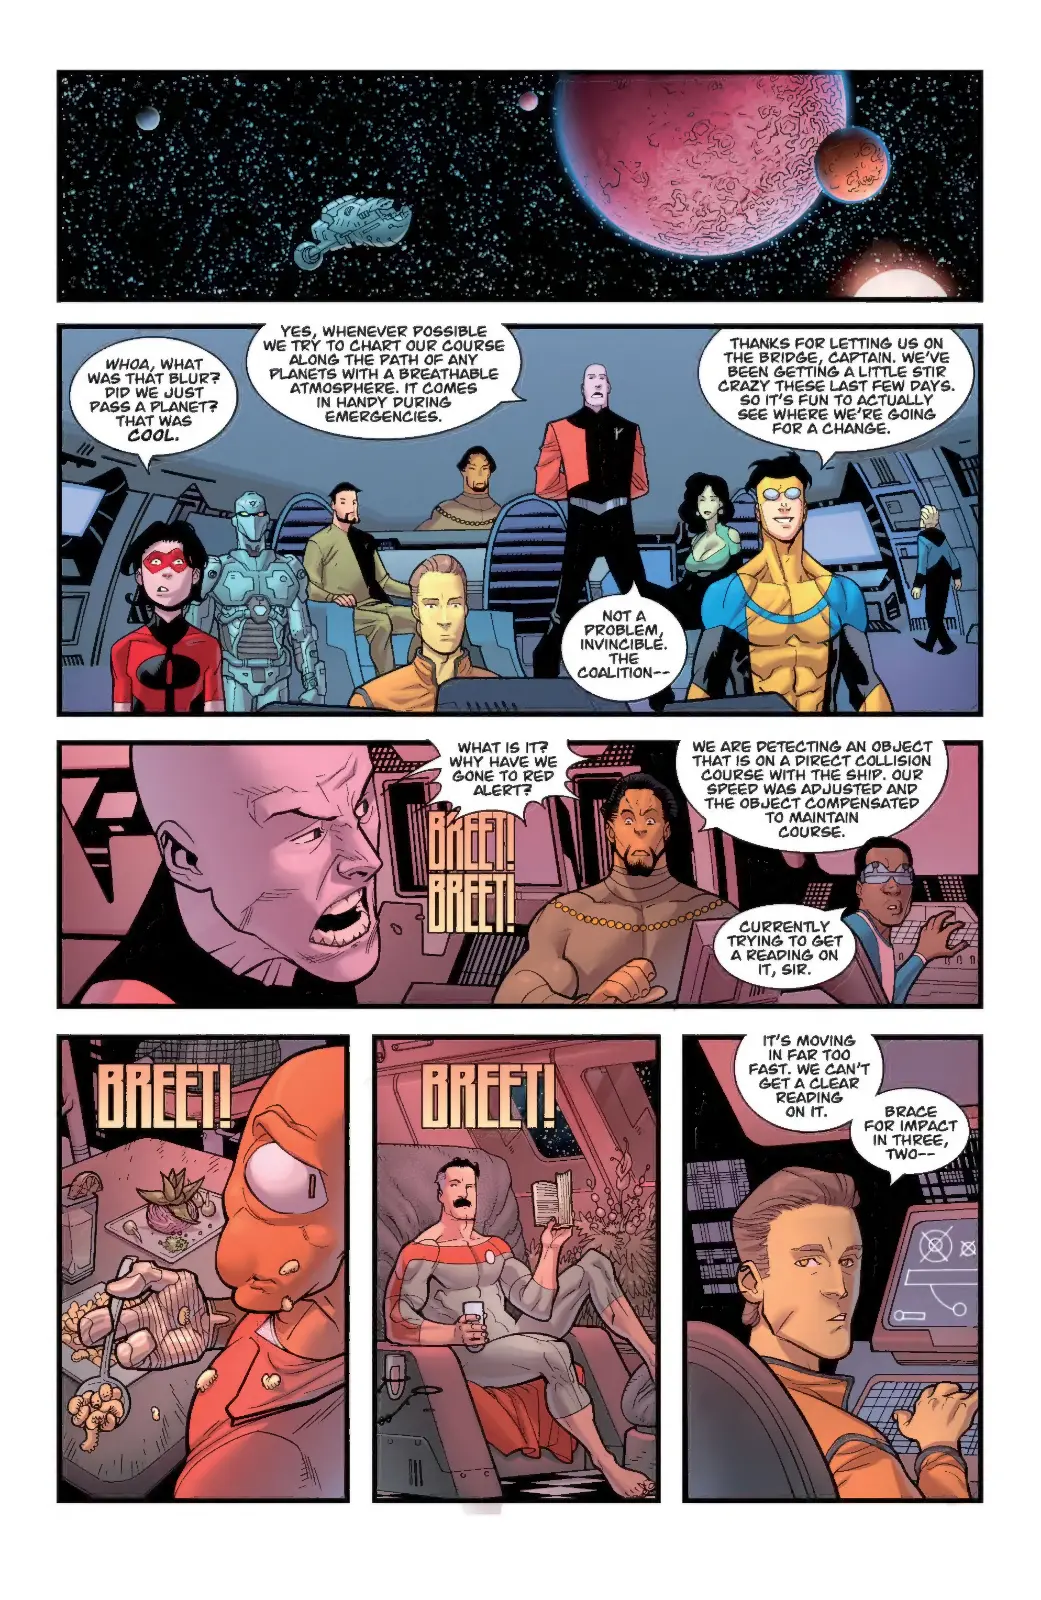 WHOA, WHAT
WAS THAT BLUR?
DID WE JUST
PASS A PLANET?
THAT WAS
COOL.
YES, WHENEVER POSSIBLE
WE TRY TO CHART OUR COURSE
ALONG THE PATH OF ANY
PLANETS WITH A BREATHABLE
ATMOSPHERE. IT COMES
IN HANDY DURING
EMERGENCIES.
THANKS FOR LETTING US ON
THE BRIDGE, CAPTAIN. WE'VE
BEEN GETTING A LITTLE STIR
CRAZY THESE LAST FEW DAYS.
SO IT'S FUN TO ACTUALLY
SEE WHERE WE'RE GOING
FOR A CHANGE.
NOT A
PROBLEM,
INVINCIBLE.
THE
COALITION--
WHAT IS IT?
WHY HAVE WE
GONE TO RED
ALERT?
BREET!
BREET!
WE ARE DETECTING AN OBJECT
THAT IS ON A DIRECT COLLISION
COURSE WITH THE SHIP. OUR
SPEED WAS ADJUSTED AND
THE OBJECT COMPENSATED
TO MAINTAIN
COURSE.
CURRENTLY
TRYING TO GET
A READING ON
IT, SIR.
BREET!
BREET!
IT'S MOVING
IN FAR TOO
FAST. WE CAN'T
GET A CLEAR
READING
ON IT.
BRACE
FOR IMPACT
IN THREE,
TWO--